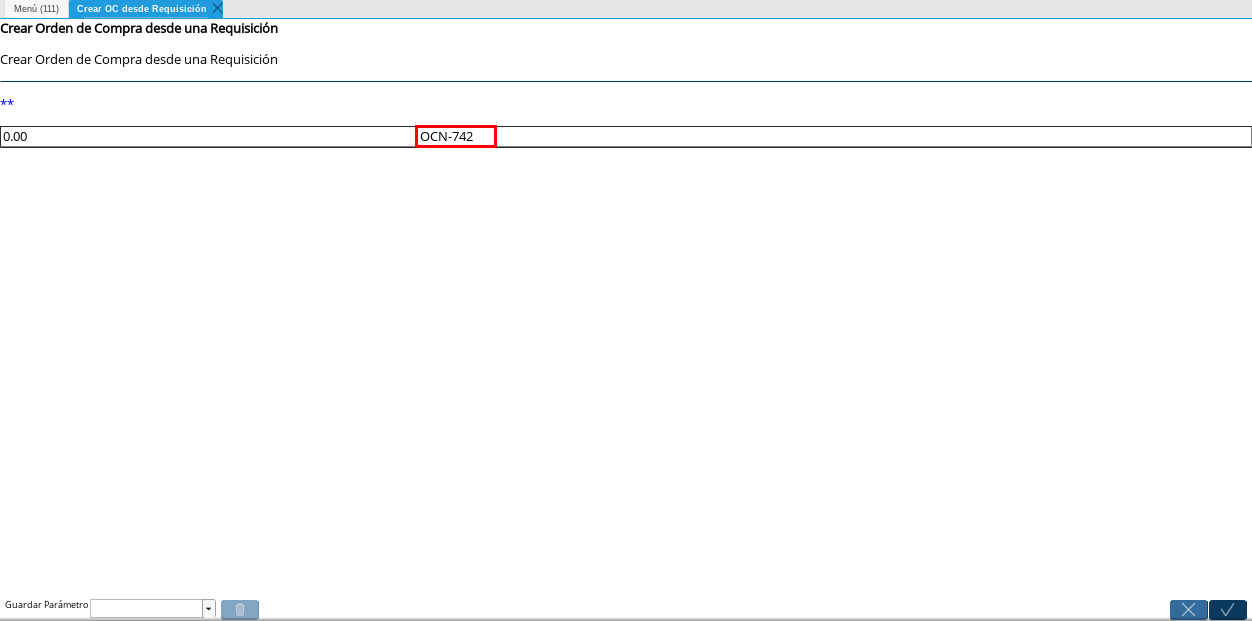 Menú (111) Crear OC desde Requisición
Crear Orden de Compra desde una Requisición
Crear Orden de Compra desde una Requisición
**
0.00 OCN-742
Guardar Parámetro